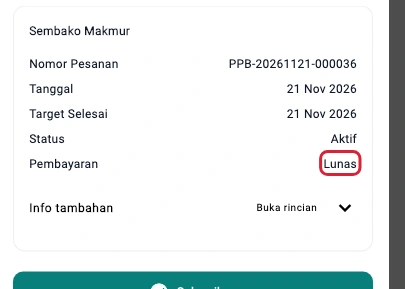 Sembako Makmur
Nomor Pesanan PPB-20261121-000036
Tanggal 21 Nov 2026
Target Selesai 21 Nov 2026
Status Aktif
Pembayaran Lunas
Info tambahan Buka rincian